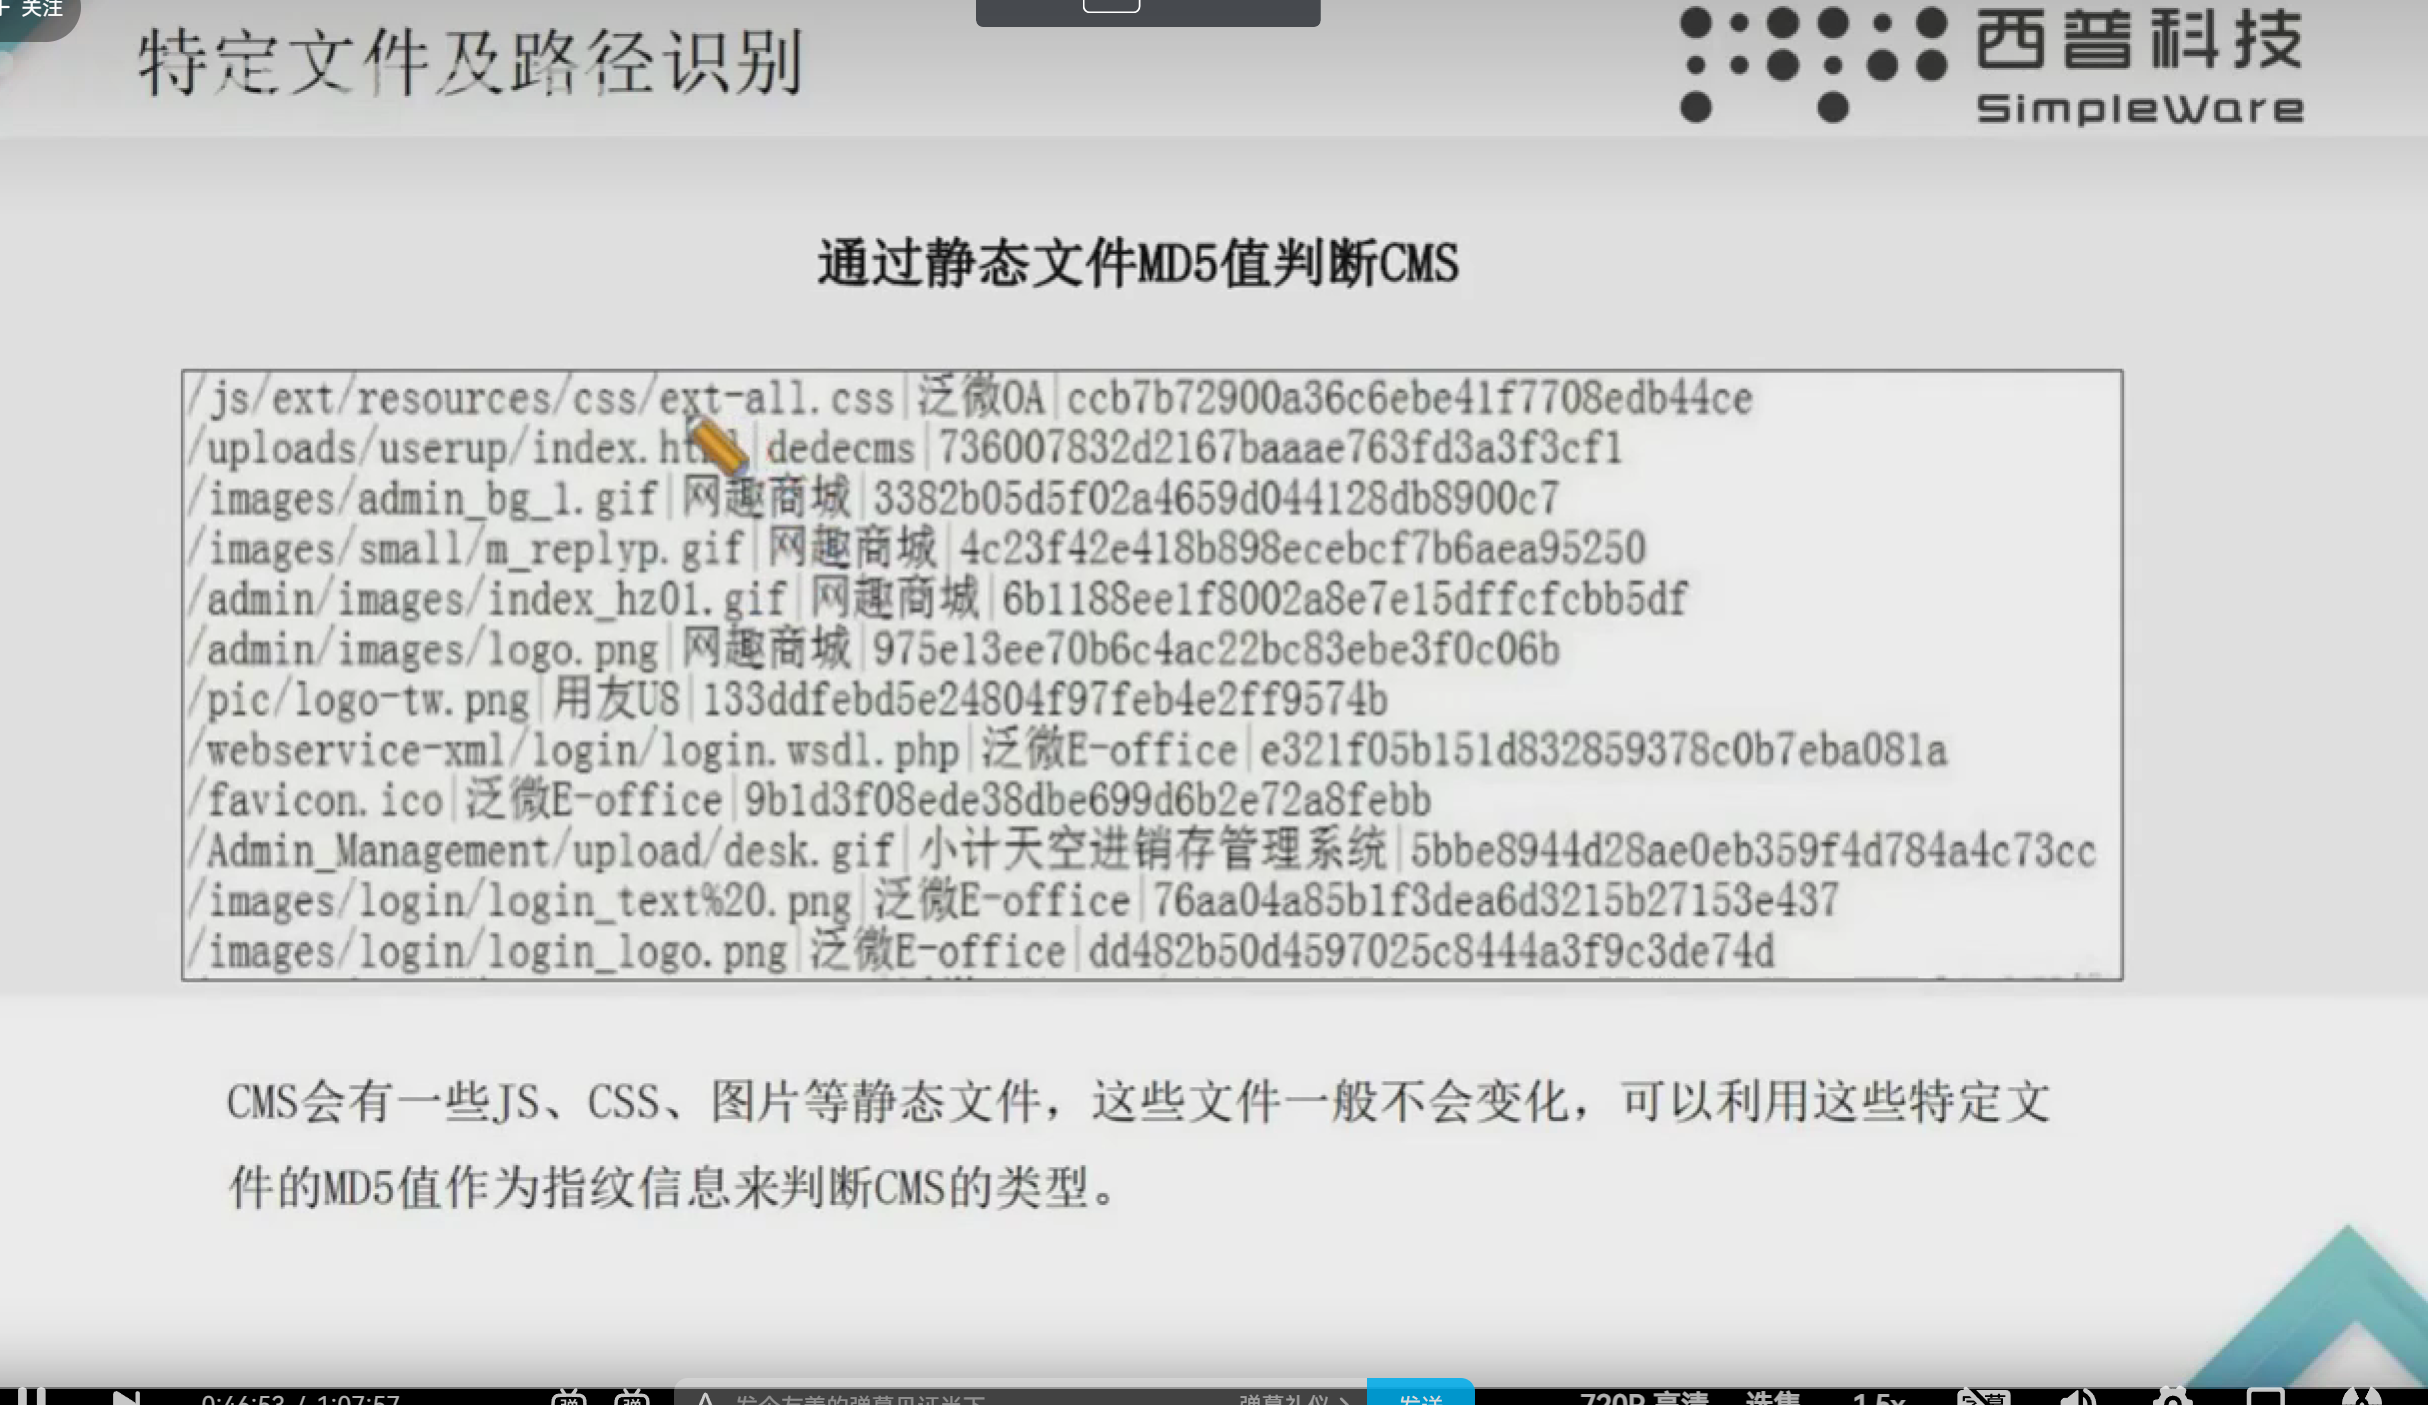 关注
特定文件及路径识别
西普科技
SimpleWare
通过静态文件MD5值判断CMS
/js/ext/resources/css/ext-all.css|泛微OA|ccb7b72900a36c6ebe41f7708edb44ce
/uploads/userup/index.html|dedecms|736007832d2167baaae763fd3a3f3cf1
/images/admin_bg_1.gif|网趣商城|3382b05d5f02a4659d044128db8900c7
/images/small/m_replyp.gif|网趣商城|4c23f42e418b898ecebcf7b6aea95250
/admin/images/index_hz01.gif|网趣商城|6b1188ee1f8002a8e7e15dffcfcbb5df
/admin/images/logo.png|网趣商城|975e13ee70b6c4ac22bc83ebe3f0c06b
/pic/logo-tw.png|用友U8|133ddfebd5e24804f97feb4e2ff9574b
/webservice-xml/login/login.wsdl.php|泛微E-office|e321f05b151d832859378c0b7eba081a
/favicon.ico|泛微E-office|9b1d3f08ede38dbe699d6b2e72a8febb
/Admin_Management/upload/desk.gif|小计天空进销存管理系统|5bbe8944d28ae0eb359f4d784a4c73cc
/images/login/login_text%20.png|泛微E-office|76aa04a85b1f3dea6d3215b27153e437
/images/login/login_logo.png|泛微E-office|dd482b50d4597025c8444a3f9c3de74d
CMS会有一些JS、CSS、图片等静态文件，这些文件一般不会变化，可以利用这些特定文
件的MD5值作为指纹信息来判断CMS的类型。
0:46:53 / 1:07:57 发个友善的弹幕见证当下 弹幕礼仪 > 发送 720P 高清 选集 1.5x